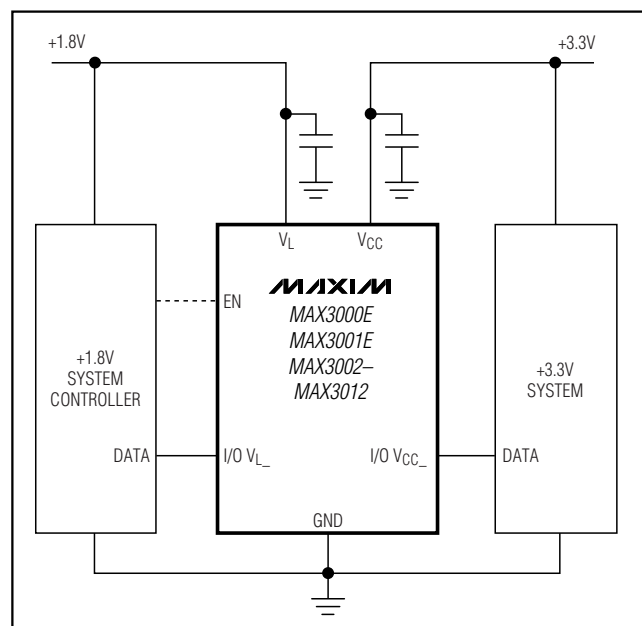 +1.8V
+3.3V
VL
VCC
MAXIM
EN
MAX3000E
MAX3001E
MAX3002–
MAX3012
+1.8V
SYSTEM
CONTROLLER
+3.3V
SYSTEM
DATA
I/O VL_
I/O VCC_
DATA
GND